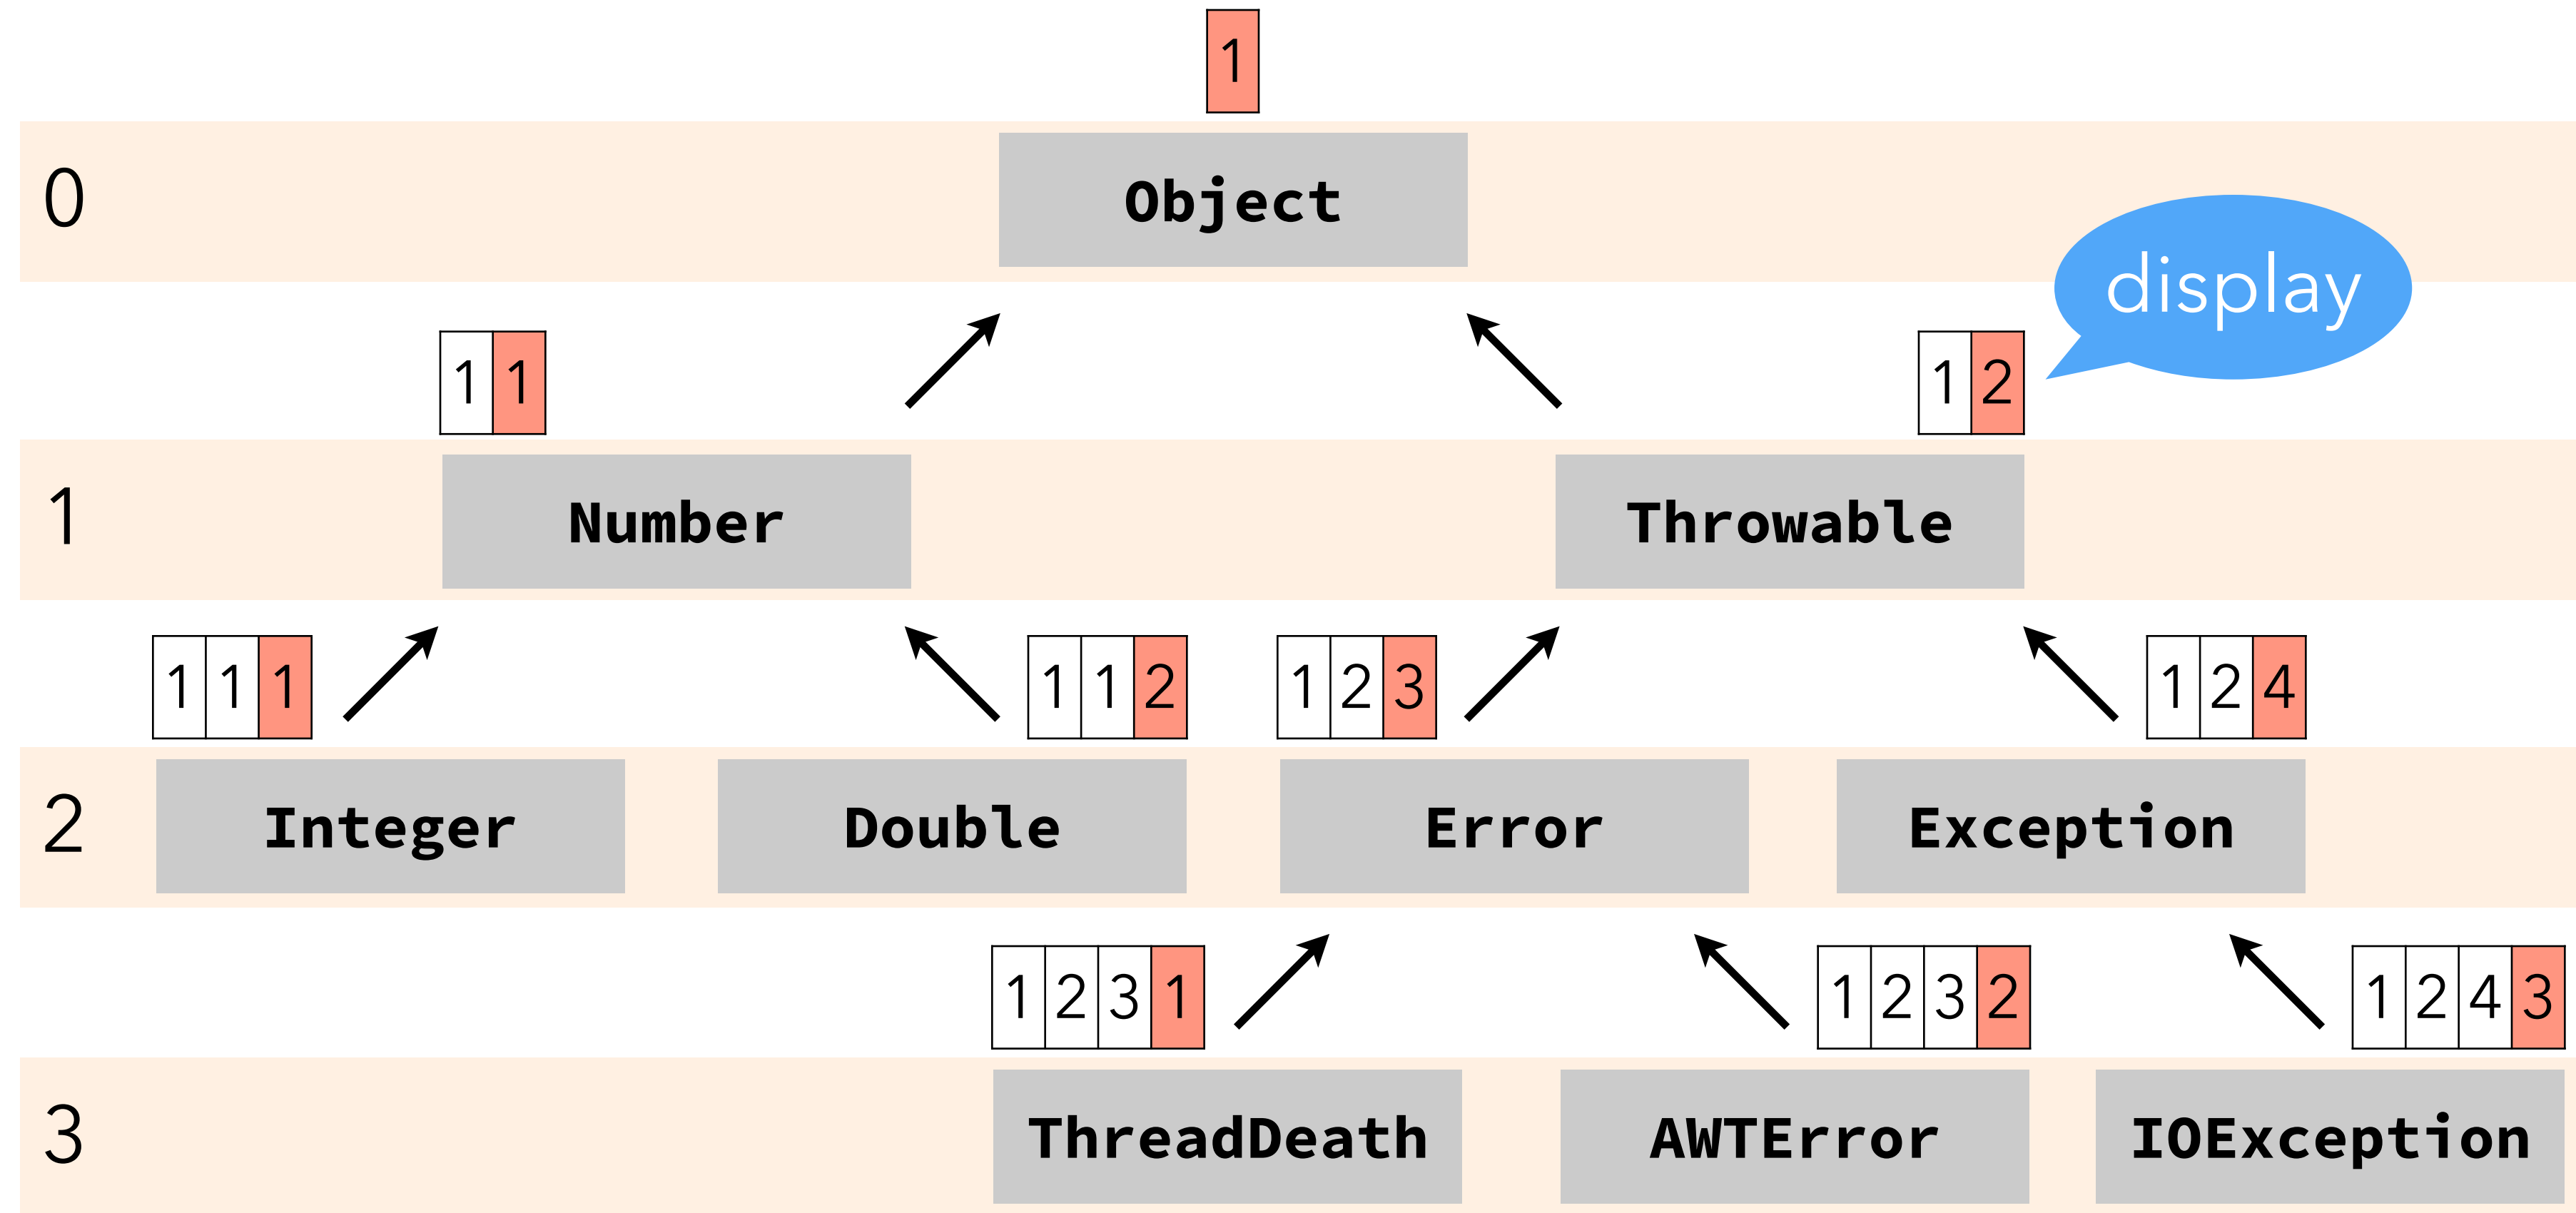 1
0
Object
display
1 1
1 2
1
Number
Throwable
1 1 1
1 1 2
1 2 3
1 2 4
2
Integer
Double
Error
Exception
1 2 3 1
1 2 3 2
1 2 4 3
3
ThreadDeath
AWTError
IOException